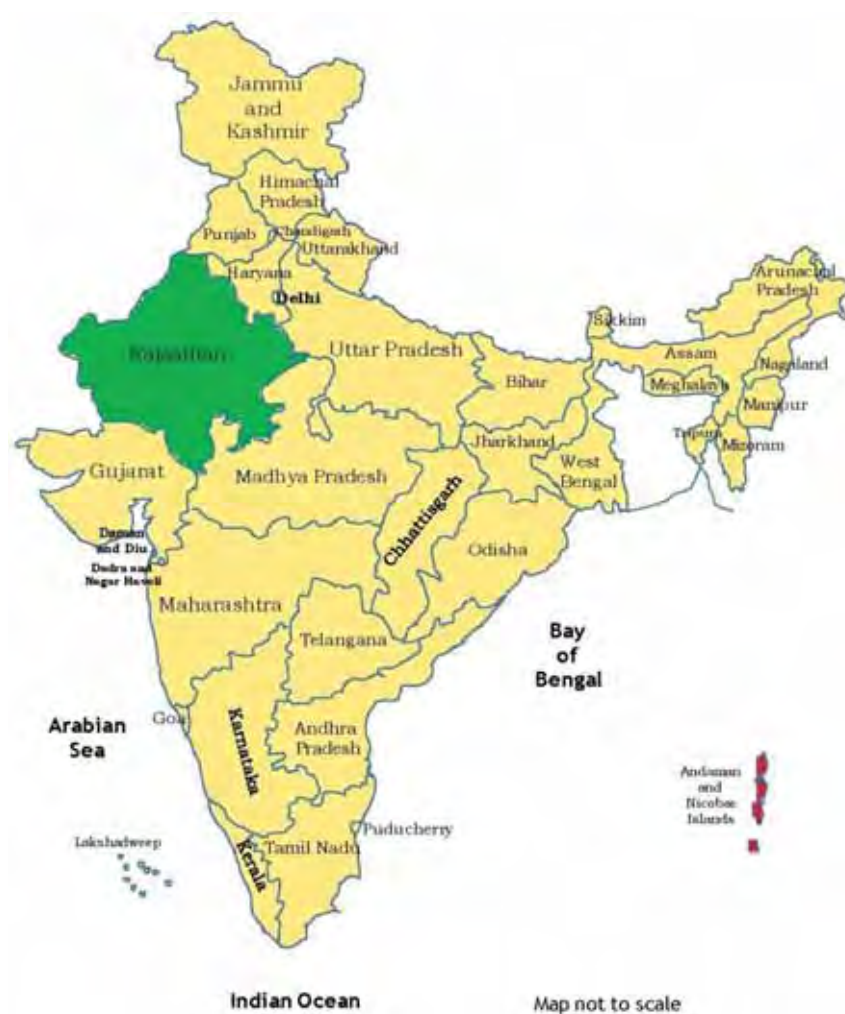 Jammu
and
Kashmir
Himachal
Pradesh
Punjab
Chandigarh
Uttarakhand
Haryana
Delhi
Arunachal
Pradesh
Rajasthan
Uttar Pradesh
Sikkim
Assam
Nagaland
Bihar
Meghalaya
Manipur
Tripura
Mizoram
Jharkhand
West
Bengal
Gujarat
Madhya Pradesh
Chhattisgarh
Odisha
Daman
and Diu
Dadra and
Nagar Haveli
Maharashtra
Telangana
Bay
of
Bengal
Arabian
Sea
Goa
Karnataka
Andhra
Pradesh
Andaman
and
Nicobar
Islands
Lakshadweep
Kerala
Tamil Nadu
Puducherry
Indian Ocean
Map not to scale